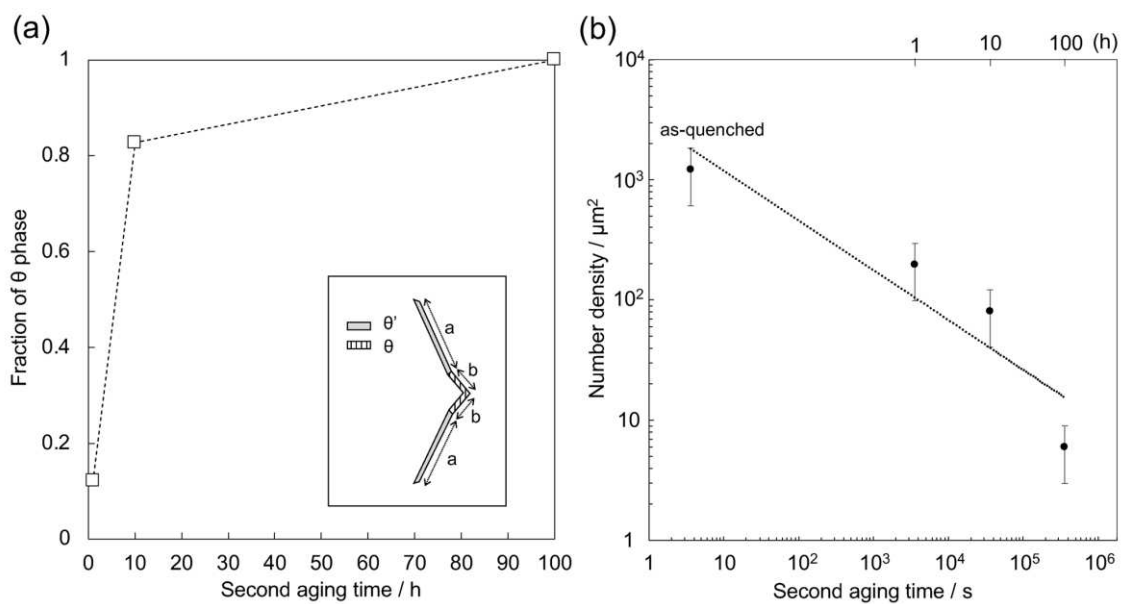 (a)
1
0.8
0.6
0.4
0.2
0
Fraction of θ phase
θ’
θ
a
b
b
a
0 10 20 30 40 50 60 70 80 90 100
Second aging time / h
(b)
1 10 100 (h)
10⁴
10³
10²
10
1
Number density / µm²
as-quenched
1 10 10² 10³ 10⁴ 10⁵ 10⁶
Second aging time / s